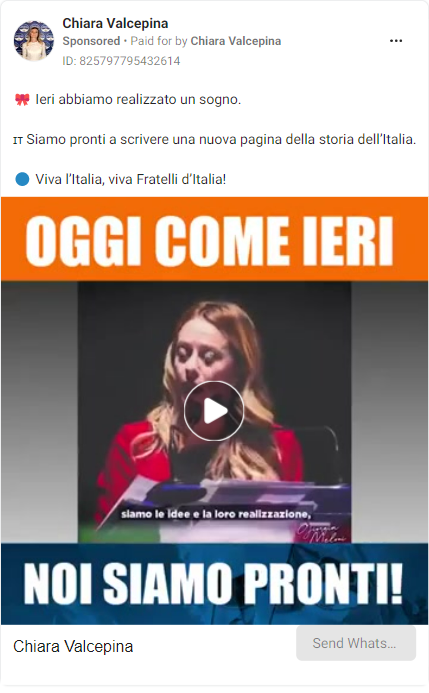 Chiara Valcepina
Sponsored • Paid for by Chiara Valcepina
ID: 825797795432614
🎀 Ieri abbiamo realizzato un sogno.
IT Siamo pronti a scrivere una nuova pagina della storia dell'Italia.
🔵 Viva l'Italia, viva Fratelli d'Italia!
OGGI COME IERI
siamo le idee e la loro realizzazione,
Giorgia
Meloni
NOI SIAMO PRONTI!
Chiara Valcepina
Send Whats...